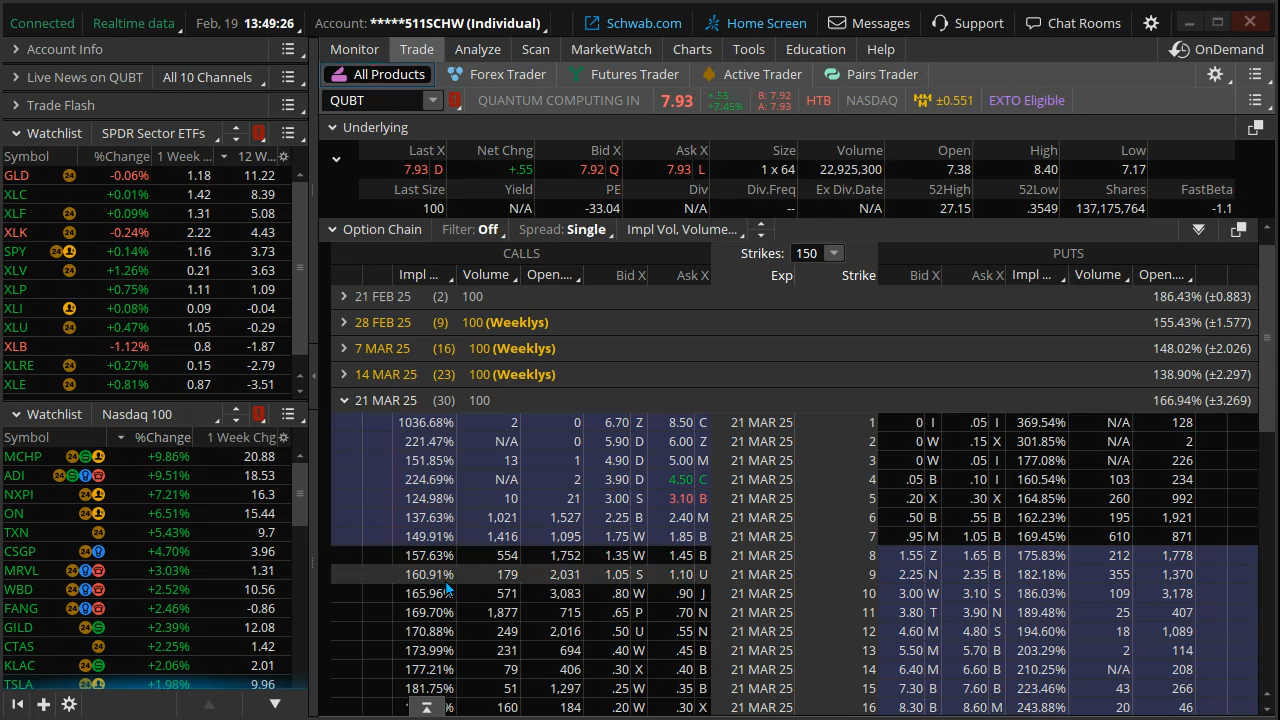 Connected Realtime data Feb, 19 13:49:26 Account: *****511SCHW (Individual) Schwab.com Home Screen Messages Support Chat Rooms
Account Info
Live News on QUBT All 10 Channels
Trade Flash
Watchlist SPDR Sector ETFs
Symbol %Change 1 Week ... 12 W...
GLD 24 -0.06% 1.18 11.22
XLC +0.01% 1.42 8.39
XLF 24 +0.09% 1.31 5.08
XLK 24 -0.24% 2.22 4.43
SPY 24 +0.14% 1.16 3.73
XLV 24 +1.26% 0.21 3.63
XLP +0.75% 1.11 1.09
XLI +0.08% 0.09 -0.04
XLU 24 +0.47% 1.05 -0.29
XLB -1.12% 0.8 -1.87
XLRE 24 +0.27% 0.15 -2.79
XLE 24 +0.81% 0.87 -3.51
Watchlist Nasdaq 100
Symbol %Change 1 Week Chg
MCHP 24 +9.86% 20.88
ADI 24 +9.51% 18.53
NXPI 24 +7.21% 16.3
ON 24 +6.51% 15.44
TXN 24 +5.43% 9.7
CSGP 24 +4.70% 3.96
MRVL 24 +3.03% 1.31
WBD 24 +2.52% 10.56
FANG 24 +2.46% -0.86
GILD 24 +2.39% 12.08
CTAS 24 +2.25% 1.42
KLAC 24 +2.06% 2.01
TSLA 24 +1.98% 9.96
Monitor Trade Analyze Scan MarketWatch Charts Tools Education Help OnDemand
All Products Forex Trader Futures Trader Active Trader Pairs Trader
QUBT QUANTUM COMPUTING IN 7.93 +.55 +7.45% B: 7.92 A: 7.93 HTB NASDAQ MM ±0.551 EXTO Eligible
Underlying
Last X Net Chng Bid X Ask X Size Volume Open High Low
7.93 D +.55 7.92 Q 7.93 L 1 x 64 22,925,300 7.38 8.40 7.17
Last Size Yield PE Div Div.Freq Ex Div.Date 52High 52Low Shares FastBeta
100 N/A -33.04 N/A -- N/A 27.15 .3549 137,175,764 -1.1
Option Chain Filter: Off Spread: Single Impl Vol, Volume...
CALLS Strikes: 150 PUTS
Impl ... Volume Open.... Bid X Ask X Exp Strike Bid X Ask X Impl ... Volume Open....
21 FEB 25 (2) 100 186.43% (±0.883)
28 FEB 25 (9) 100 (Weeklys) 155.43% (±1.577)
7 MAR 25 (16) 100 (Weeklys) 148.02% (±2.026)
14 MAR 25 (23) 100 (Weeklys) 138.90% (±2.297)
21 MAR 25 (30) 100 166.94% (±3.269)
1036.68% 2 0 6.70 Z 8.50 C 21 MAR 25 1 0 I .05 I 369.54% N/A 128
221.47% N/A 0 5.90 D 6.00 Z 21 MAR 25 2 0 W .15 X 301.85% N/A 2
151.85% 13 1 4.90 D 5.00 M 21 MAR 25 3 0 W .05 I 177.08% N/A 226
224.69% N/A 2 3.90 D 4.50 C 21 MAR 25 4 .05 B .10 I 160.54% 103 234
124.98% 10 21 3.00 S 3.10 B 21 MAR 25 5 .20 X .30 X 164.85% 260 992
137.63% 1,021 1,527 2.25 B 2.40 M 21 MAR 25 6 .50 B .55 B 162.23% 195 1,921
149.91% 1,416 1,095 1.75 W 1.85 B 21 MAR 25 7 .95 M 1.05 B 169.45% 610 871
157.63% 554 1,752 1.35 W 1.45 B 21 MAR 25 8 1.55 Z 1.65 B 175.83% 212 1,778
160.91% 179 2,031 1.05 S 1.10 U 21 MAR 25 9 2.25 N 2.35 B 182.18% 355 1,370
165.96% 571 3,083 .80 W .90 J 21 MAR 25 10 3.00 W 3.10 S 186.03% 109 3,178
169.70% 1,877 715 .65 P .70 N 21 MAR 25 11 3.80 T 3.90 N 189.48% 25 407
170.88% 249 2,016 .50 U .55 N 21 MAR 25 12 4.60 M 4.80 S 194.60% 18 1,089
173.99% 231 694 .40 W .45 B 21 MAR 25 13 5.50 M 5.70 B 203.29% 2 114
177.21% 79 406 .30 X .40 B 21 MAR 25 14 6.40 M 6.60 B 210.25% N/A 208
181.75% 51 1,297 .25 W .35 B 21 MAR 25 15 7.30 B 7.60 B 223.46% 43 266
160 184 .20 W .30 X 21 MAR 25 16 8.30 B 8.60 M 243.88% 20 46